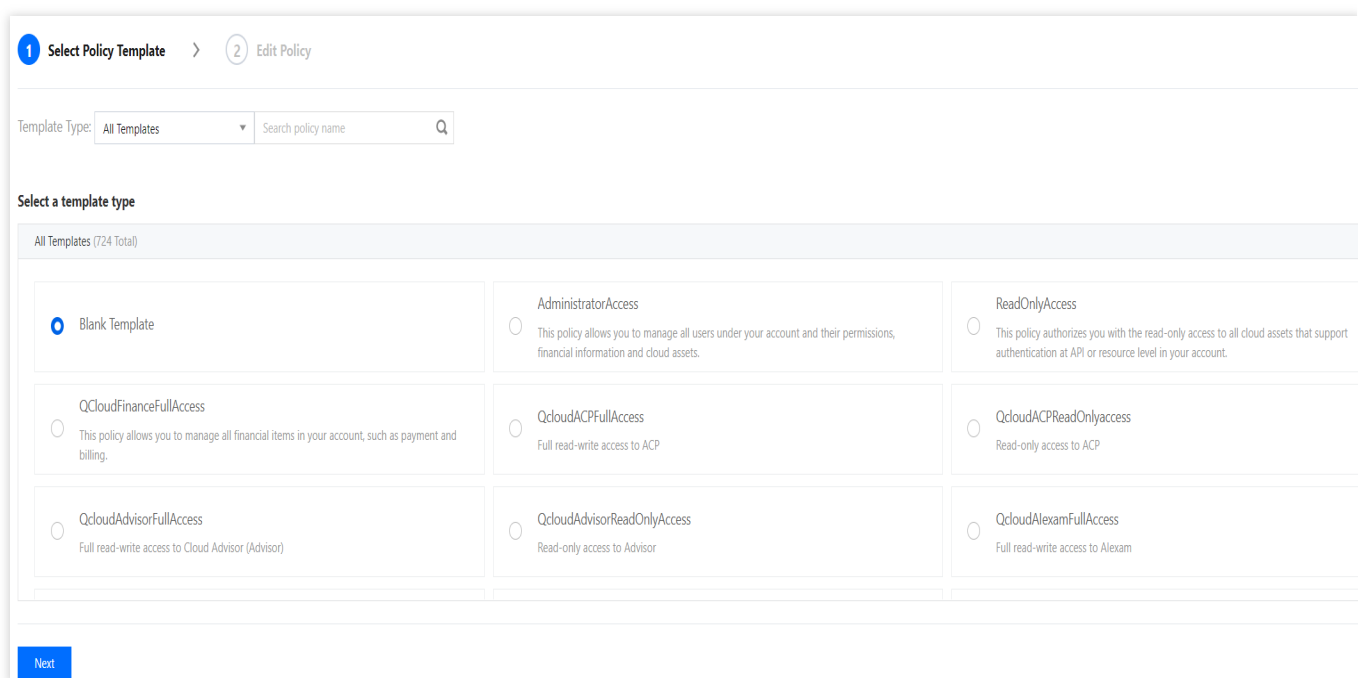 1 Select Policy Template > 2 Edit Policy
Template Type: All Templates Search policy name
Select a template type
All Templates (724 Total)
Blank Template
AdministratorAccess
This policy allows you to manage all users under your account and their permissions,
financial information and cloud assets.
ReadOnlyAccess
This policy authorizes you with the read-only access to all cloud assets that support
authentication at API or resource level in your account.
QCloudFinanceFullAccess
This policy allows you to manage all financial items in your account, such as payment and
billing.
QcloudACPFullAccess
Full read-write access to ACP
QcloudACPReadOnlyaccess
Read-only access to ACP
QcloudAdvisorFullAccess
Full read-write access to Cloud Advisor (Advisor)
QcloudAdvisorReadOnlyAccess
Read-only access to Advisor
QcloudAIexamFullAccess
Full read-write access to AIexam
Next